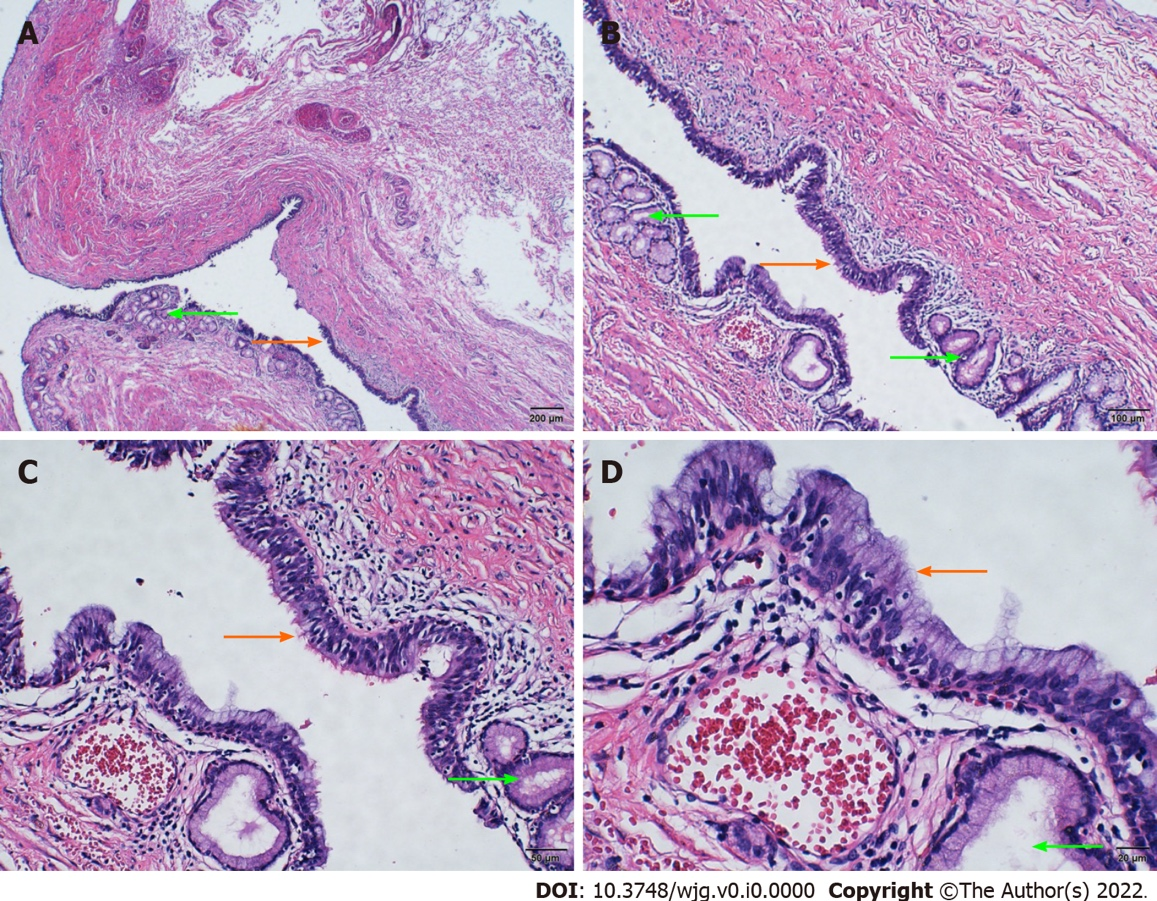 A
B
200 μm
100 μm
C
D
50 μm
20 μm
DOI: 10.3748/wjg.v0.i0.0000 Copyright ©The Author(s) 2022.